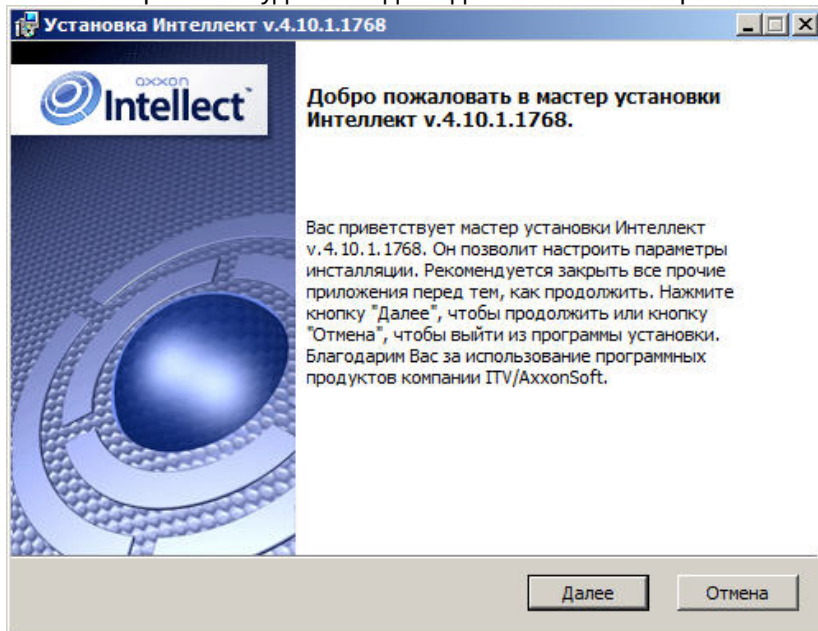 Установка Интеллект v.4.10.1.1768
axxon
Intellect
Добро пожаловать в мастер установки
Интеллект v.4.10.1.1768.
Вас приветствует мастер установки Интеллект
v.4.10.1.1768. Он позволит настроить параметры
инсталляции. Рекомендуется закрыть все прочие
приложения перед тем, как продолжить. Нажмите
кнопку "Далее", чтобы продолжить или кнопку
"Отмена", чтобы выйти из программы установки.
Благодарим Вас за использование программных
продуктов компании ITV/AxxonSoft.
Далее
Отмена